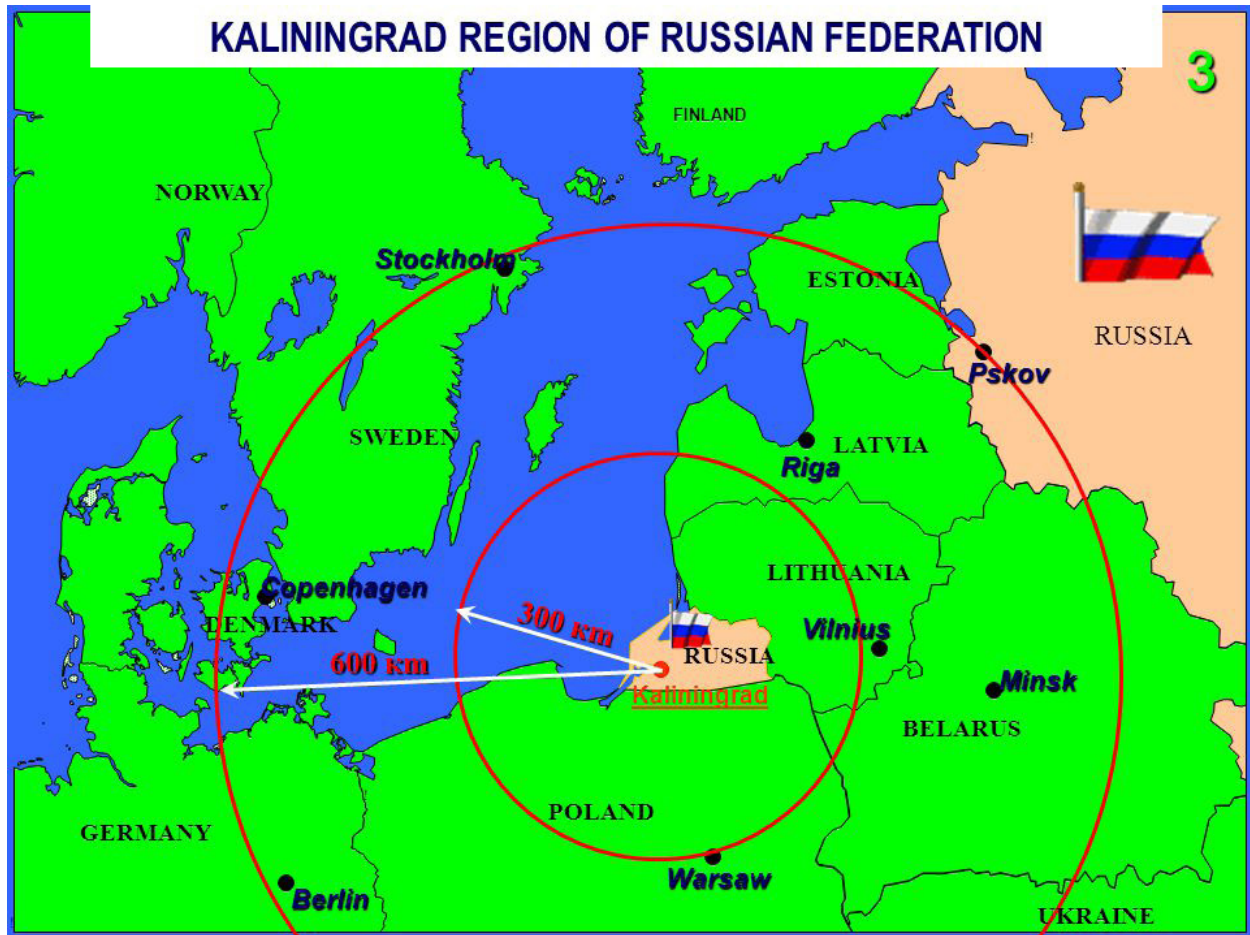 KALININGRAD REGION OF RUSSIAN FEDERATION
3
FINLAND
NORWAY
Stockholm
ESTONIA
RUSSIA
Pskov
SWEDEN
LATVIA
Riga
LITHUANIA
Copenhagen
DENMARK
300 км
Vilnius
600 км
RUSSIA
Kaliningrad
Minsk
BELARUS
POLAND
GERMANY
Warsaw
Berlin
UKRAINE